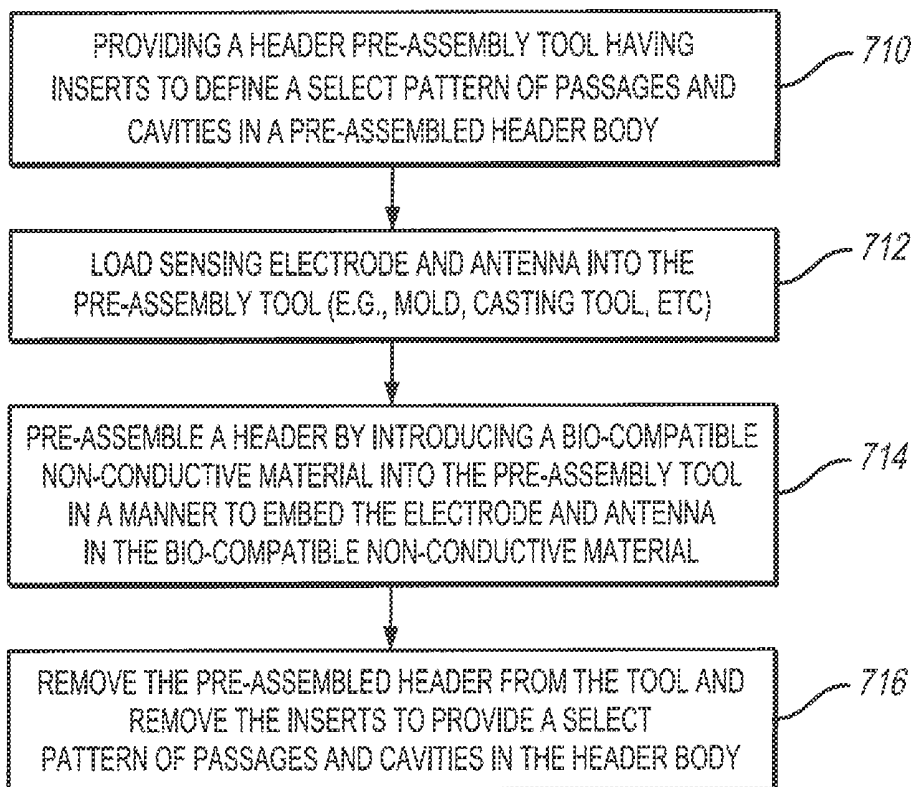 PROVIDING A HEADER PRE-ASSEMBLY TOOL HAVING
INSERTS TO DEFINE A SELECT PATTERN OF PASSAGES AND
CAVITIES IN A PRE-ASSEMBLED HEADER BODY
710
LOAD SENSING ELECTRODE AND ANTENNA INTO THE
PRE-ASSEMBLY TOOL (E.G., MOLD, CASTING TOOL, ETC)
712
PRE-ASSEMBLE A HEADER BY INTRODUCING A BIO-COMPATIBLE
NON-CONDUCTIVE MATERIAL INTO THE PRE-ASSEMBLY TOOL
IN A MANNER TO EMBED THE ELECTRODE AND ANTENNA
IN THE BIO-COMPATIBLE NON-CONDUCTIVE MATERIAL
714
REMOVE THE PRE-ASSEMBLED HEADER FROM THE TOOL AND
REMOVE THE INSERTS TO PROVIDE A SELECT
PATTERN OF PASSAGES AND CAVITIES IN THE HEADER BODY
716